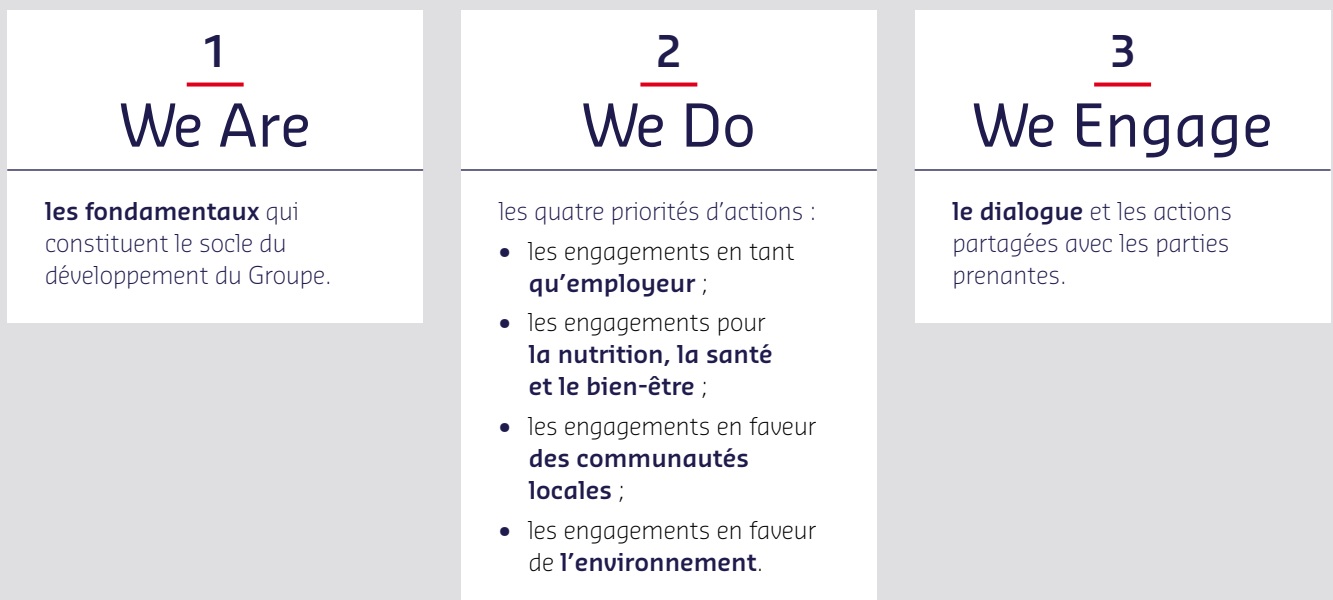 1
We Are
les fondamentaux qui
constituent le socle du
développement du Groupe.
2
We Do
les quatre priorités d’actions :
• les engagements en tant
qu’employeur ;
• les engagements pour
la nutrition, la santé
et le bien-être ;
• les engagements en faveur
des communautés
locales ;
• les engagements en faveur
de l’environnement.
3
We Engage
le dialogue et les actions
partagées avec les parties
prenantes.